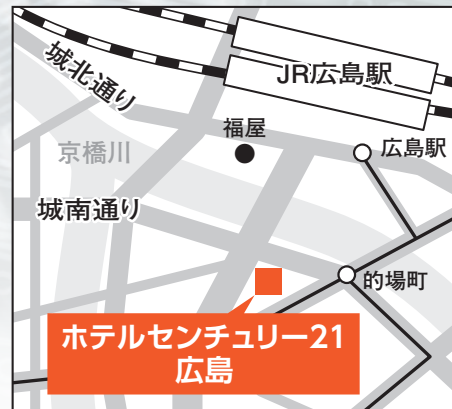 城北通り
JR広島駅
福屋
広島駅
京橋川
城南通り
的場町
ホテルセンチュリー21
広島